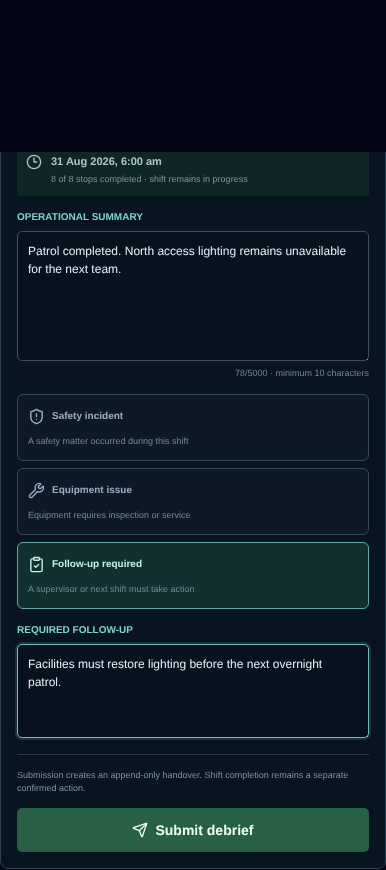 31 Aug 2026, 6:00 am
8 of 8 stops completed · shift remains in progress
OPERATIONAL SUMMARY
Patrol completed. North access lighting remains unavailable
for the next team.
78/5000 · minimum 10 characters
Safety incident
A safety matter occurred during this shift
Equipment issue
Equipment requires inspection or service
Follow-up required
A supervisor or next shift must take action
REQUIRED FOLLOW-UP
Facilities must restore lighting before the next overnight
patrol.
Submission creates an append-only handover. Shift completion remains a separate
confirmed action.
Submit debrief